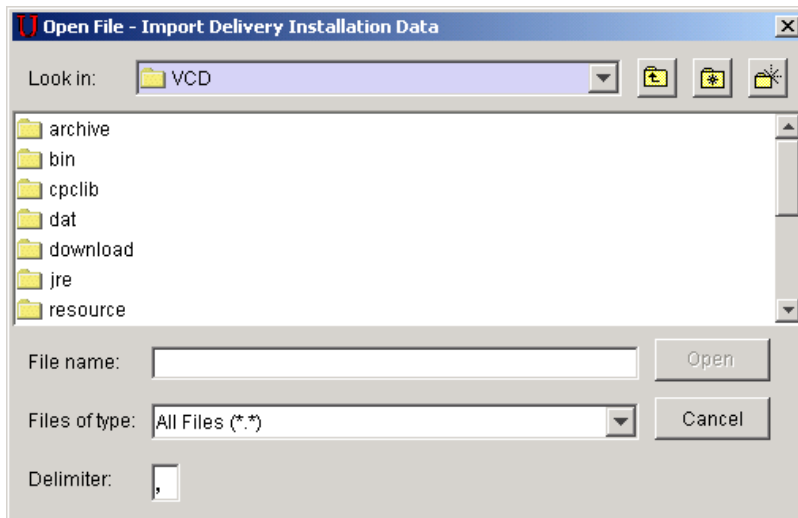 Open File - Import Delivery Installation Data
Look in: VCD
archive
bin
cpclib
dat
download
jre
resource
File name: Open
Files of type: All Files (*.*) Cancel
Delimiter: ,